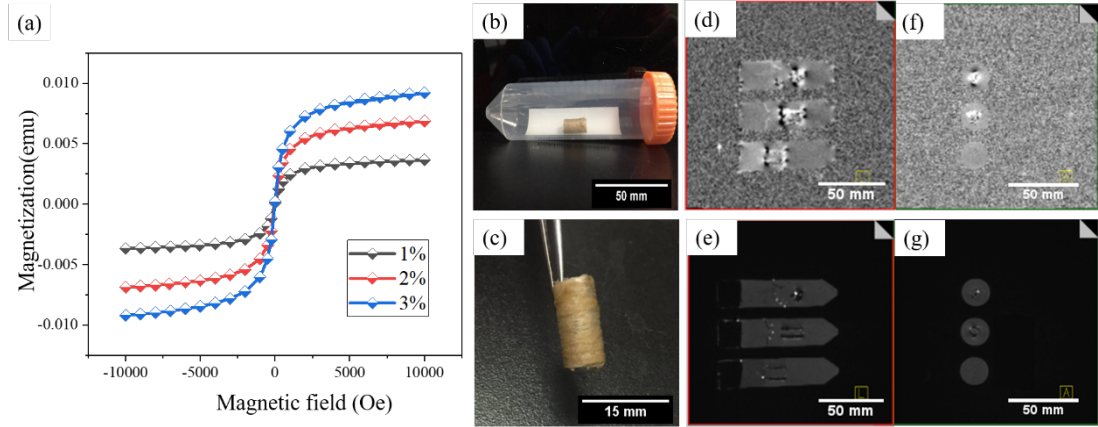 (a)
Magnetization(emu)
0.010
0.005
0.000
-0.005
-0.010
1%
2%
3%
-10000 -5000 0 5000 10000
Magnetic field (Oe)
(b)
50 mm
(c)
15 mm
(d)
50 mm
(e)
L
50 mm
(f)
50 mm
(g)
A
50 mm